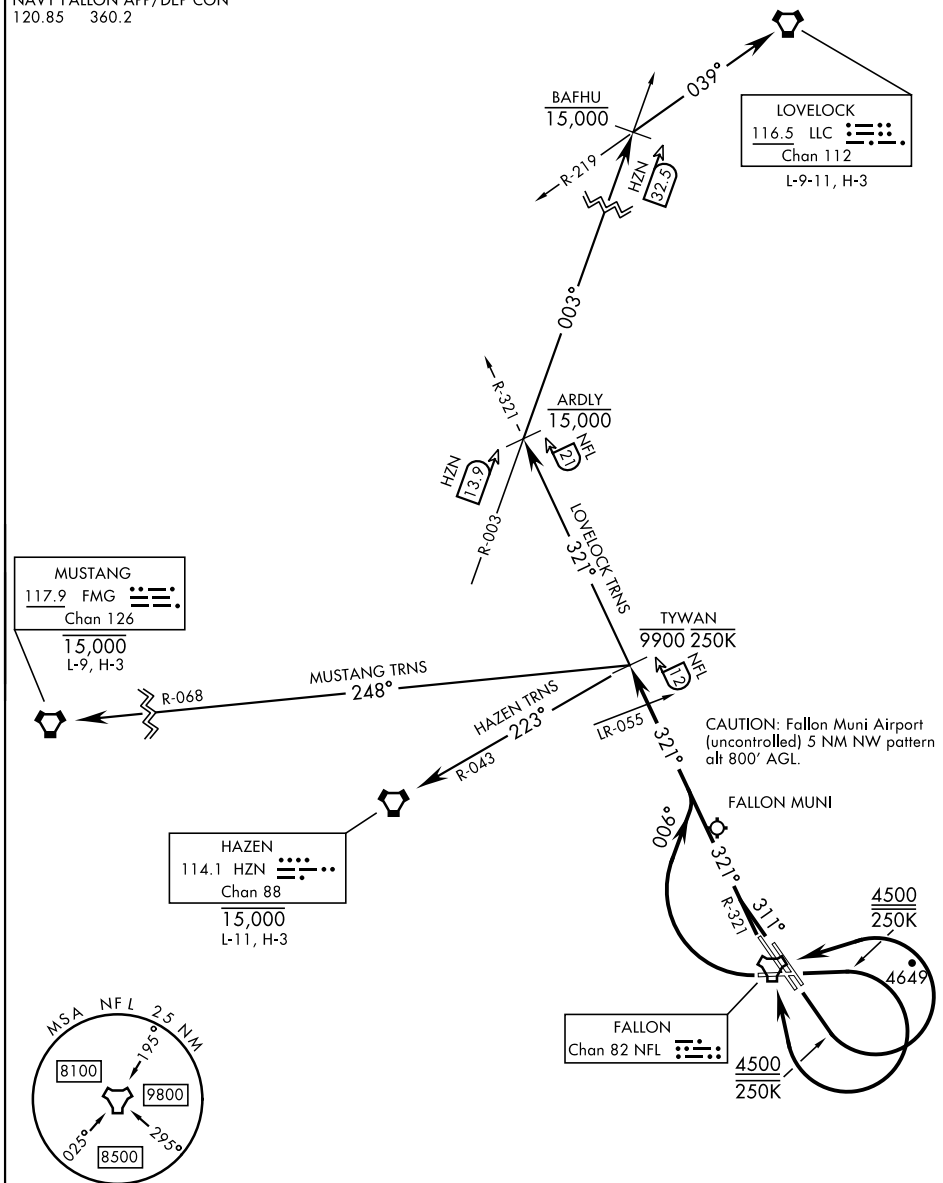 NAVY FALLON APP/DEP CON
120.85 360.2
039°
BAFHU
15,000
LOVELOCK
116.5 LLC
Chan 112
L-9-11, H-3
R-219
HZN
32.5
003°
R-321
ARDLY
15,000
NFL
21
HZN
13.9
R-003
LOVELOCK TRNS
321°
MUSTANG
117.9 FMG
Chan 126
15,000
L-9, H-3
TYWAN
9900 250K
NFL
12
MUSTANG TRNS
R-068
248°
HAZEN TRNS
223°
R-043
LR-055
321°
CAUTION: Fallon Muni Airport
(uncontrolled) 5 NM NW pattern
alt 800' AGL.
FALLON MUNI
006°
321°
R-321
311°
HAZEN
114.1 HZN
Chan 88
15,000
L-11, H-3
4500
250K
4649
FALLON
Chan 82 NFL
4500
250K
MSA NFL 25 NM
195°
8100
9800
025°
295°
8500